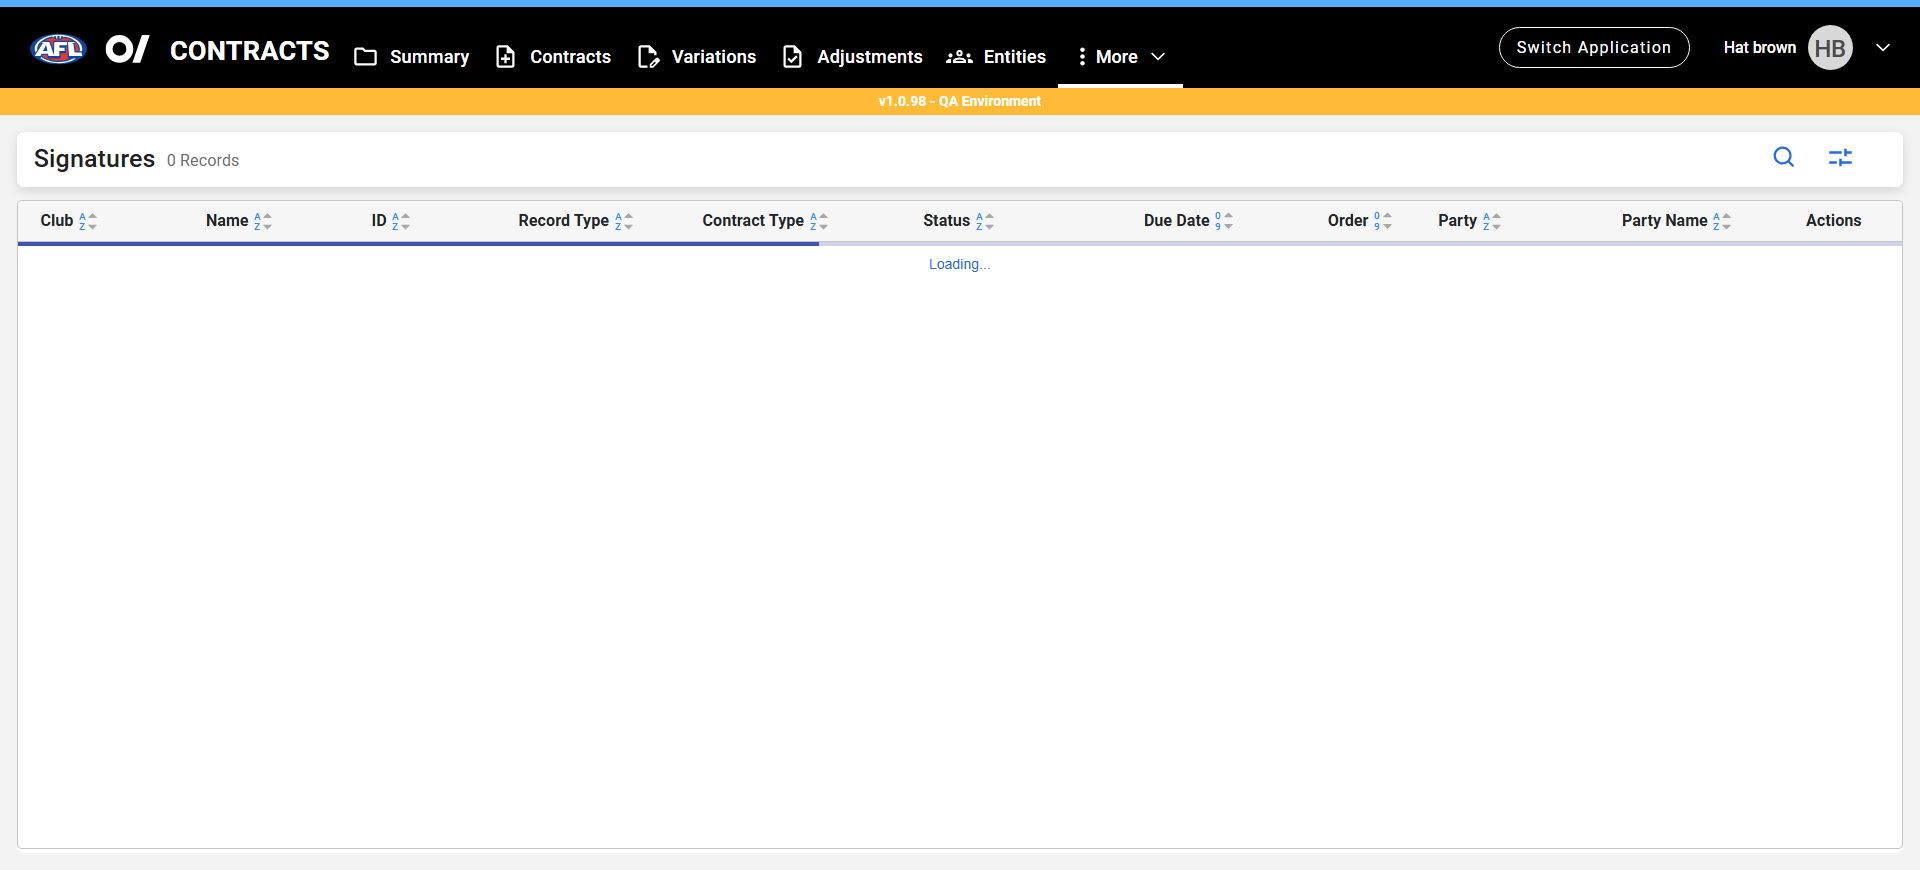 AFL O/ CONTRACTS Summary Contracts Variations Adjustments Entities More Switch Application Hat brown HB
v1.0.98 - QA Environment
Signatures 0 Records
Club Name ID Record Type Contract Type Status Due Date Order Party Party Name Actions
Loading...